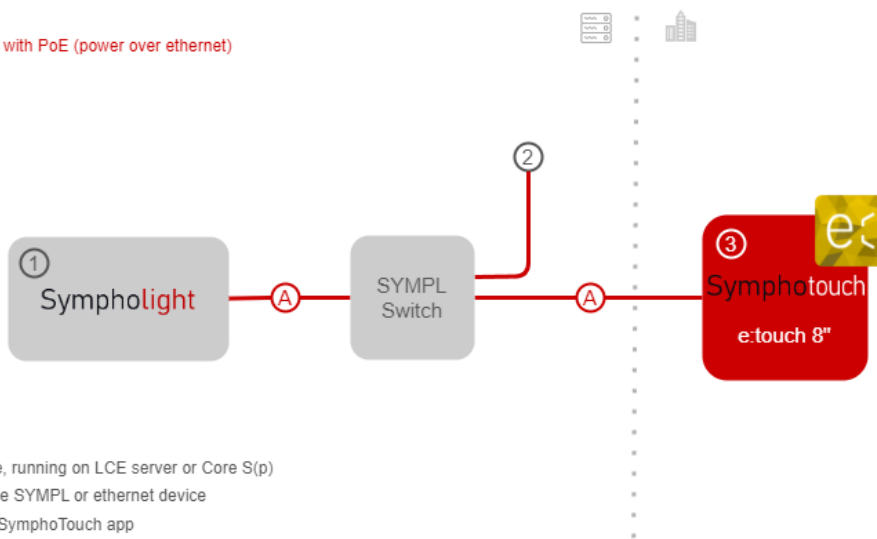 with PoE (power over ethernet)
2
1
Sympholight
A
SYMPL
Switch
A
3
e:
Symphotouch
e:touch 8"
, running on LCE server or Core S(p)
e SYMPL or ethernet device
SymphoTouch app